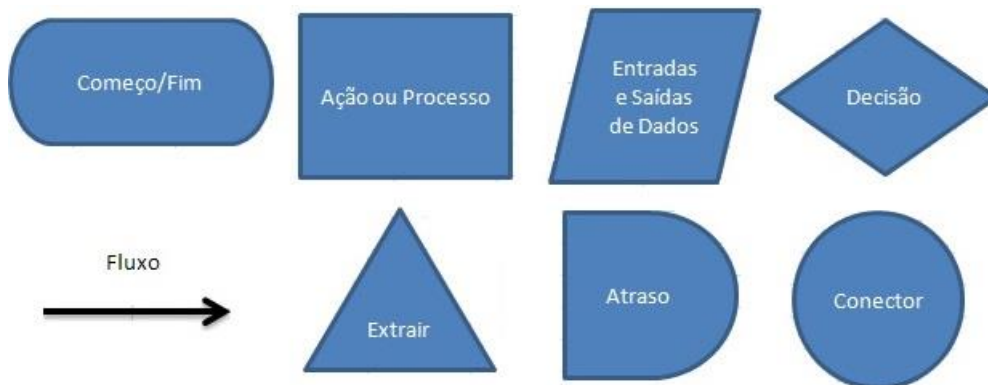 Começo/Fim
Ação ou Processo
Entradas
e Saídas
de Dados
Decisão
Fluxo
Extrair
Atraso
Conector